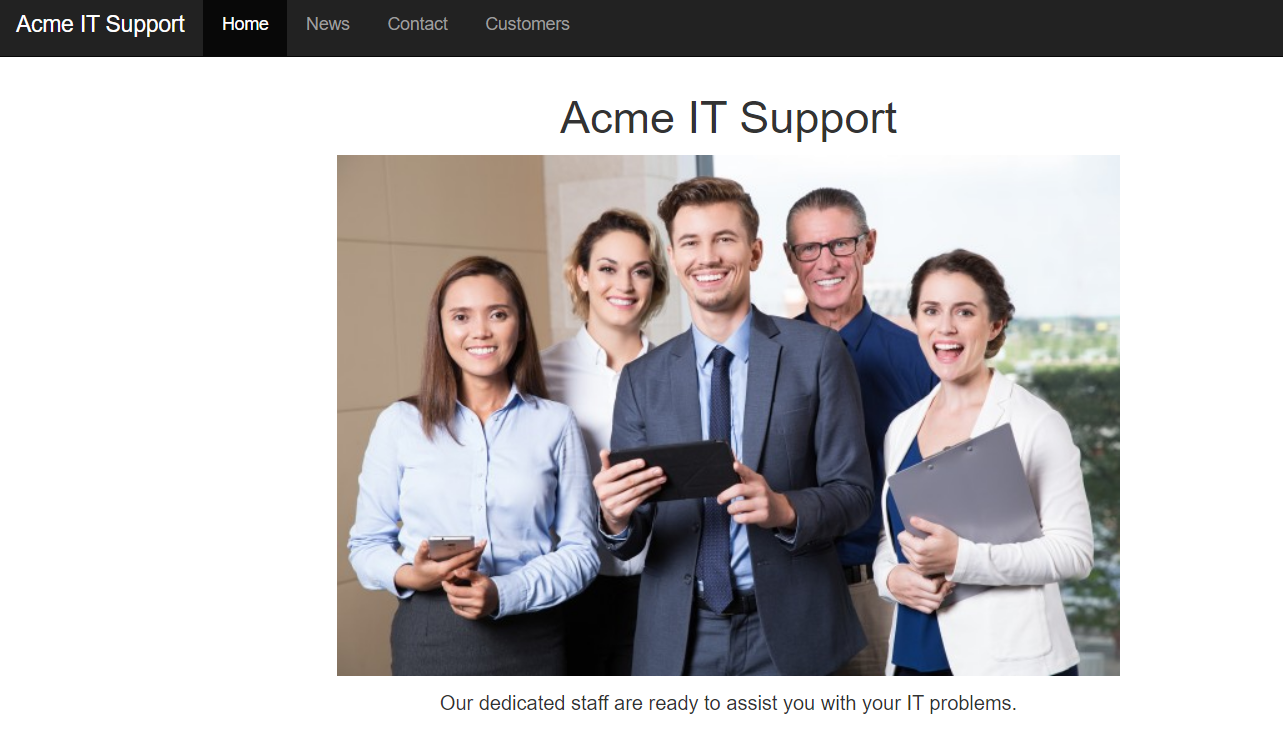 Acme IT Support Home News Contact Customers
Acme IT Support
Our dedicated staff are ready to assist you with your IT problems.